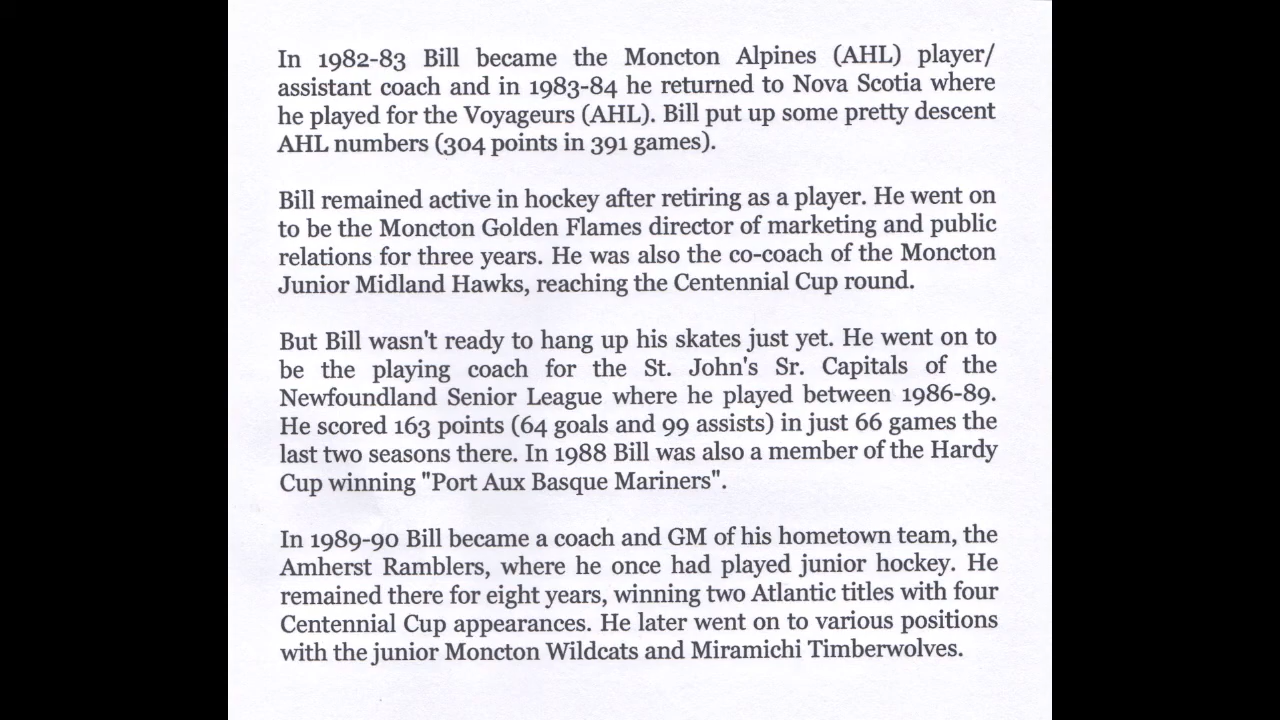 In 1982-83 Bill became the Moncton Alpines (AHL) player/
assistant coach and in 1983-84 he returned to Nova Scotia where
he played for the Voyageurs (AHL). Bill put up some pretty descent
AHL numbers (304 points in 391 games).
Bill remained active in hockey after retiring as a player. He went on
to be the Moncton Golden Flames director of marketing and public
relations for three years. He was also the co-coach of the Moncton
Junior Midland Hawks, reaching the Centennial Cup round.
But Bill wasn't ready to hang up his skates just yet. He went on to
be the playing coach for the St. John's Sr. Capitals of the
Newfoundland Senior League where he played between 1986-89.
He scored 163 points (64 goals and 99 assists) in just 66 games the
last two seasons there. In 1988 Bill was also a member of the Hardy
Cup winning "Port Aux Basque Mariners".
In 1989-90 Bill became a coach and GM of his hometown team, the
Amherst Ramblers, where he once had played junior hockey. He
remained there for eight years, winning two Atlantic titles with four
Centennial Cup appearances. He later went on to various positions
with the junior Moncton Wildcats and Miramichi Timberwolves.